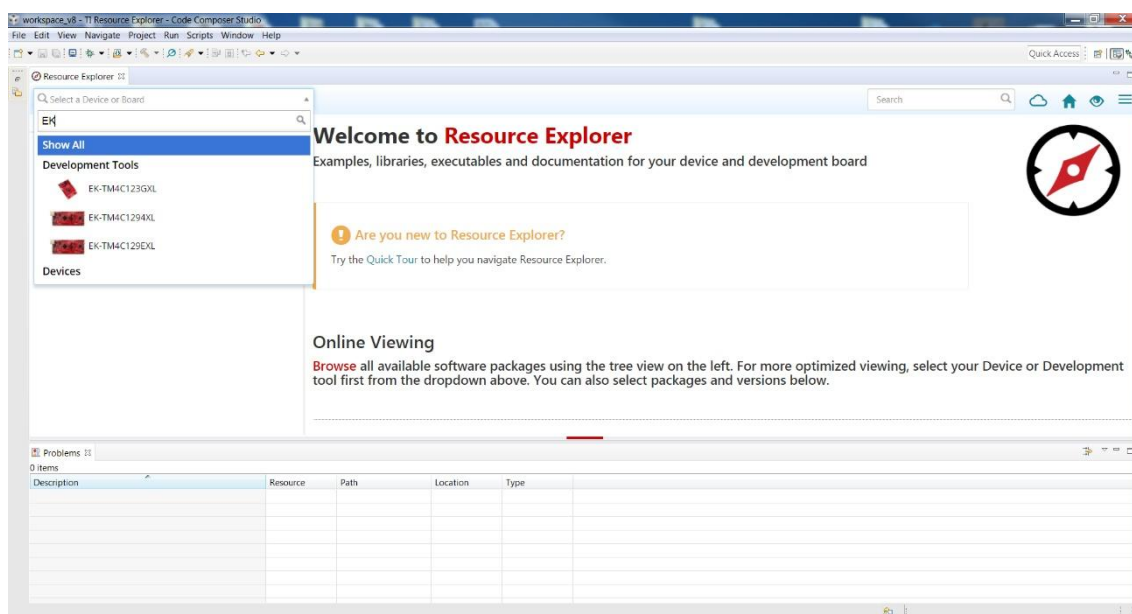 workspace_v8 - TI Resource Explorer - Code Composer Studio
File Edit View Navigate Project Run Scripts Window Help
Quick Access
Resource Explorer
Select a Device or Board
Search
EK
Show All
Development Tools
EK-TM4C123GXL
EK-TM4C1294XL
EK-TM4C129EXL
Devices
Welcome to Resource Explorer
Examples, libraries, executables and documentation for your device and development board
Are you new to Resource Explorer?
Try the Quick Tour to help you navigate Resource Explorer.
Online Viewing
Browse all available software packages using the tree view on the left. For more optimized viewing, select your Device or Development
tool first from the dropdown above. You can also select packages and versions below.
Problems
0 items
Description Resource Path Location Type